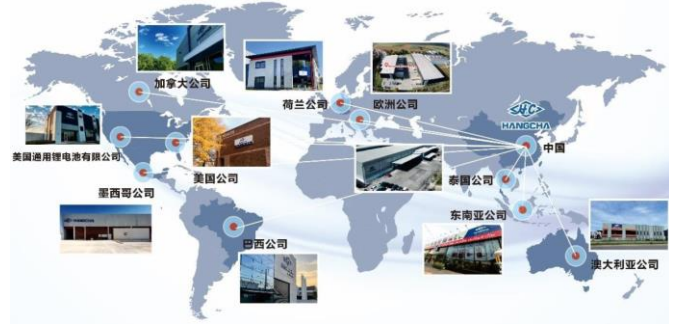 加拿大公司
荷兰公司
欧洲公司
HC
HANGCHA
中国
美国通用锂电池有限公司
美国公司
墨西哥公司
泰国公司
东南亚公司
巴西公司
澳大利亚公司
HANGCHA